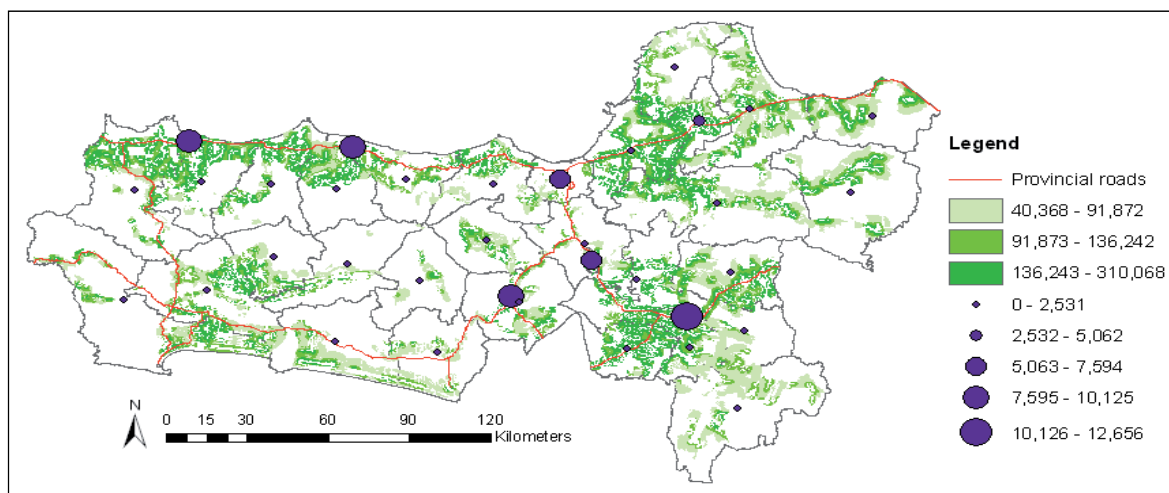 Legend
Provincial roads
40,368 - 91,872
91,873 - 136,242
136,243 - 310,068
0 - 2,531
2,532 - 5,062
5,063 - 7,594
7,595 - 10,125
10,126 - 12,656
N
0 15 30 60 90 120
Kilometers